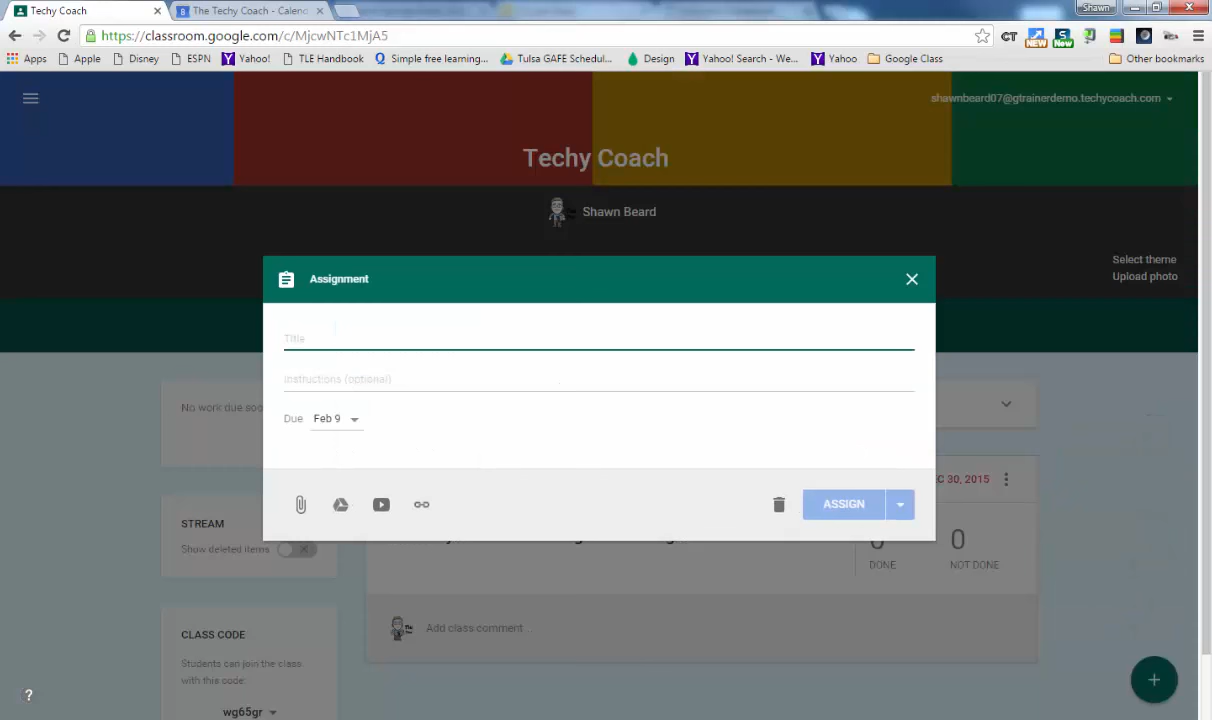 Techy Coach
The Techy Coach - Calend
Shawn
https://classroom.google.com/c/MjcwNTc1MjA5
CT
NEW
New
Apps
Apple
Disney
ESPN
Yahoo!
TLE Handbook
Simple free learning...
Tulsa GAFE Schedul...
Design
Yahoo! Search - We...
Yahoo
Google Class
Other bookmarks
shawnbeard07@gtrainerdemo.techycoach.com
Techy Coach
Shawn Beard
Select theme
Upload photo
Assignment
Title
Instructions (optional)
Due Feb 9
ASSIGN
No work due soo
C 30, 2015
STREAM
Show deleted items
0
0
DONE
NOT DONE
CLASS CODE
Students can join the class
with this code:
wg65gr
Add class comment ...
?